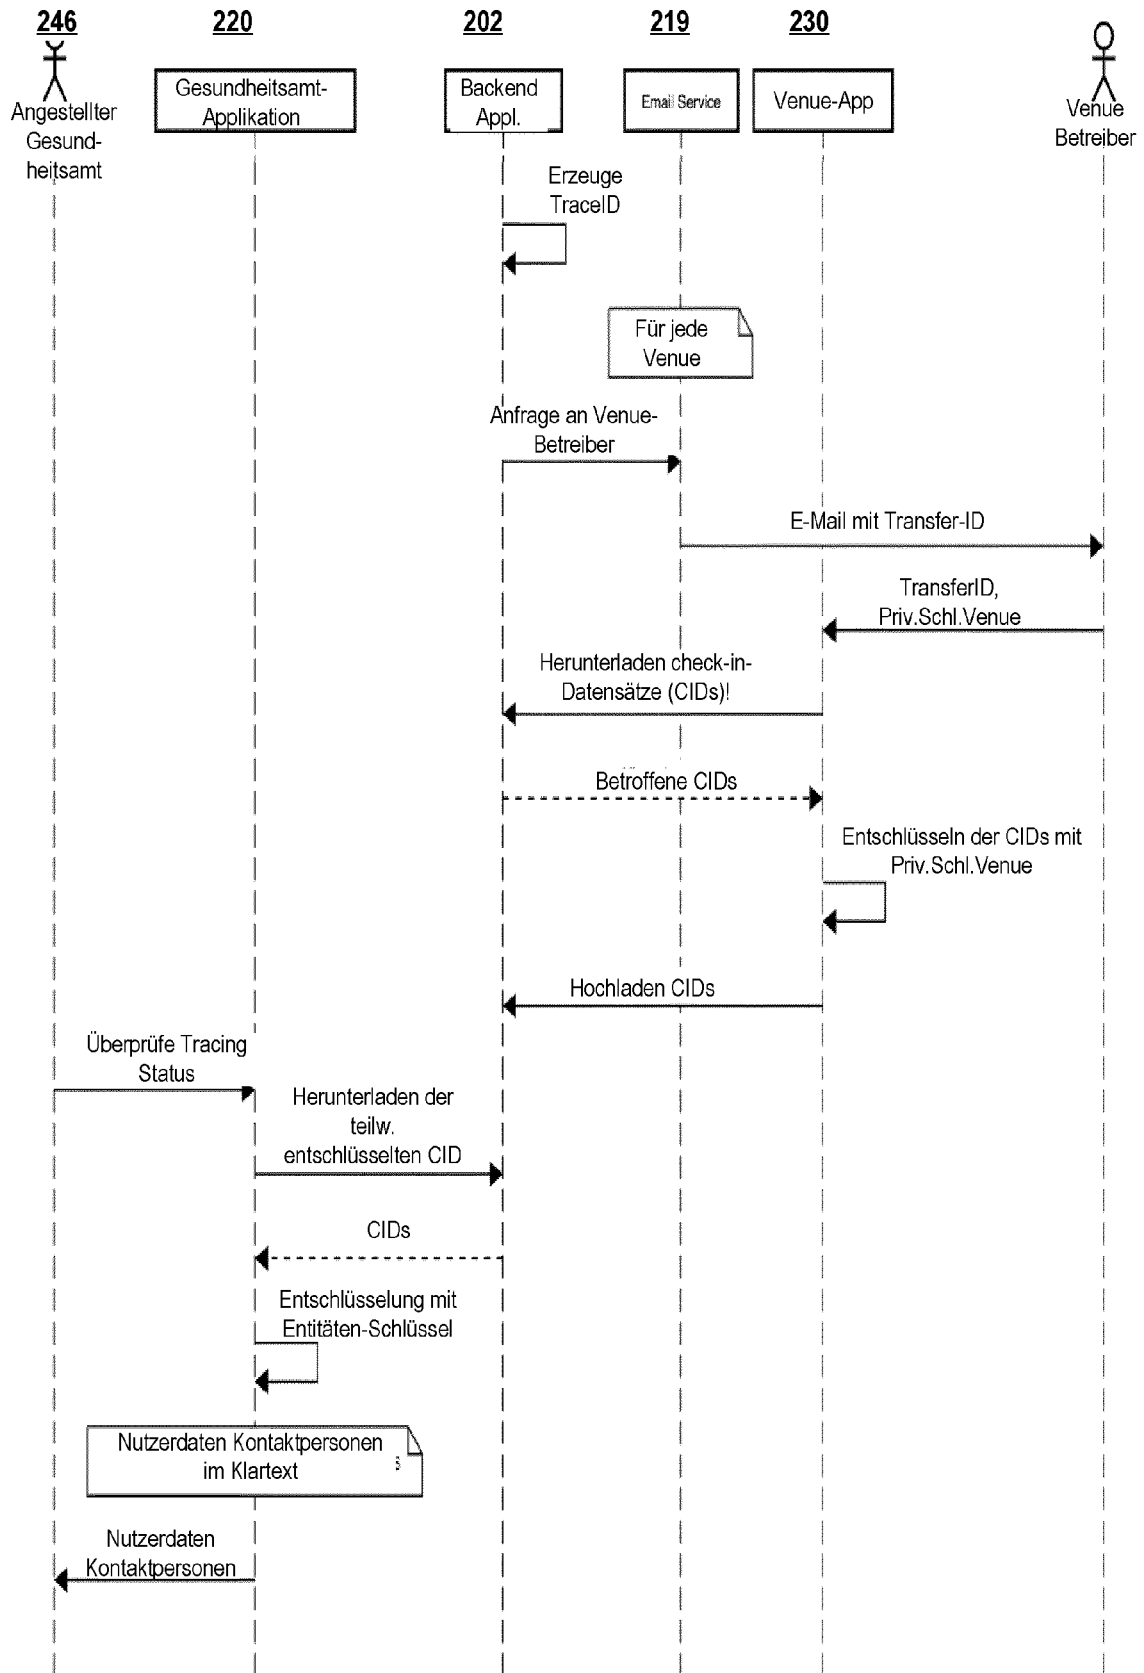 246
220
202
219
230
Angestellter
Gesund-
heitsamt
Gesundheitsamt-
Applikation
Backend
Appl.
Email Service
Venue-App
Venue
Betreiber
Erzeuge
TraceID
Für jede
Venue
Anfrage an Venue-
Betreiber
E-Mail mit Transfer-ID
TransferID,
Priv.Schl.Venue
Herunterladen check-in-
Datensätze (CIDs)!
Betroffene CIDs
Entschlüsseln der CIDs mit
Priv.Schl.Venue
Hochladen CIDs
Überprüfe Tracing
Status
Herunterladen der
teilw.
entschlüsselten CID
CIDs
Entschlüsselung mit
Entitäten-Schlüssel
Nutzerdaten Kontaktpersonen
im Klartext
Nutzerdaten
Kontaktpersonen